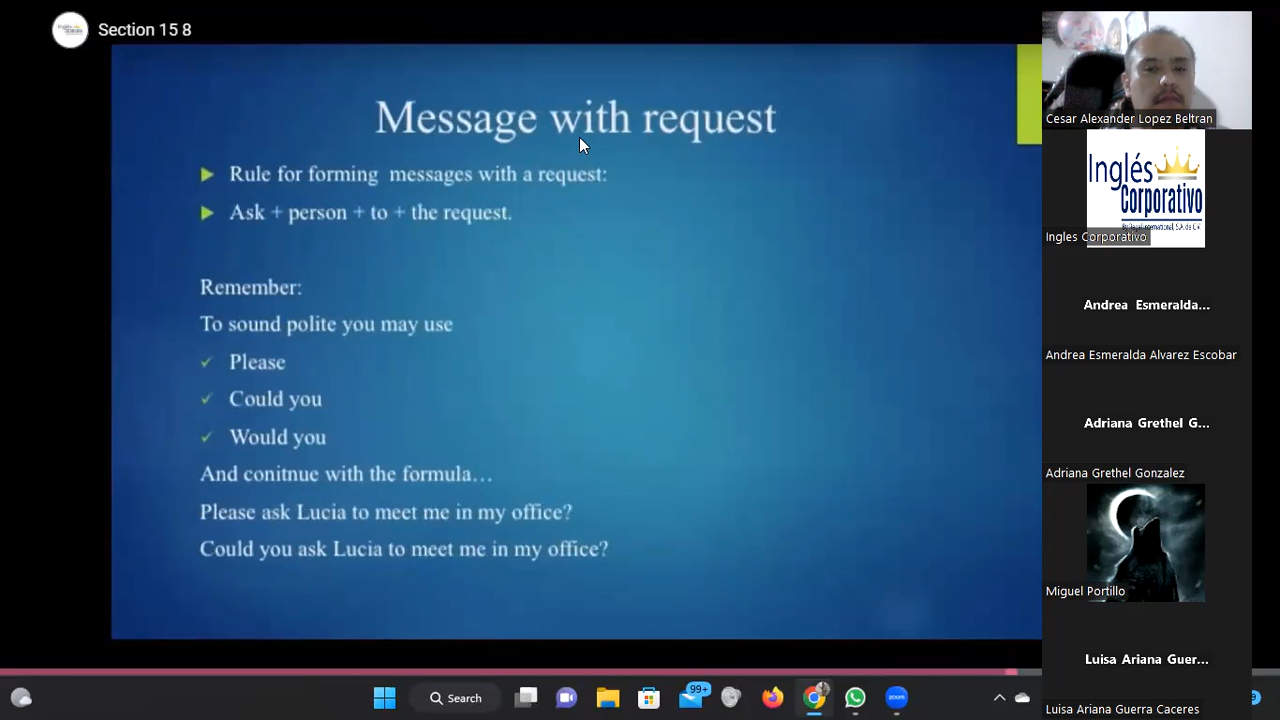 Section 15 8
Message with request
Rule for forming messages with a request:
Ask + person + to + the request.
Remember:
To sound polite you may use
Please
Could you
Would you
And conitnue with the formula…
Please ask Lucia to meet me in my office?
Could you ask Lucia to meet me in my office?
Cesar Alexander Lopez Beltran
Inglés
Corporativo
Ingles Corporativo
Andrea Esmeralda...
Andrea Esmeralda Alvarez Escobar
Adriana Grethel G...
Adriana Grethel Gonzalez
Miguel Portillo
Luisa Ariana Guer...
Luisa Ariana Guerra Caceres
Search
99+
zoom